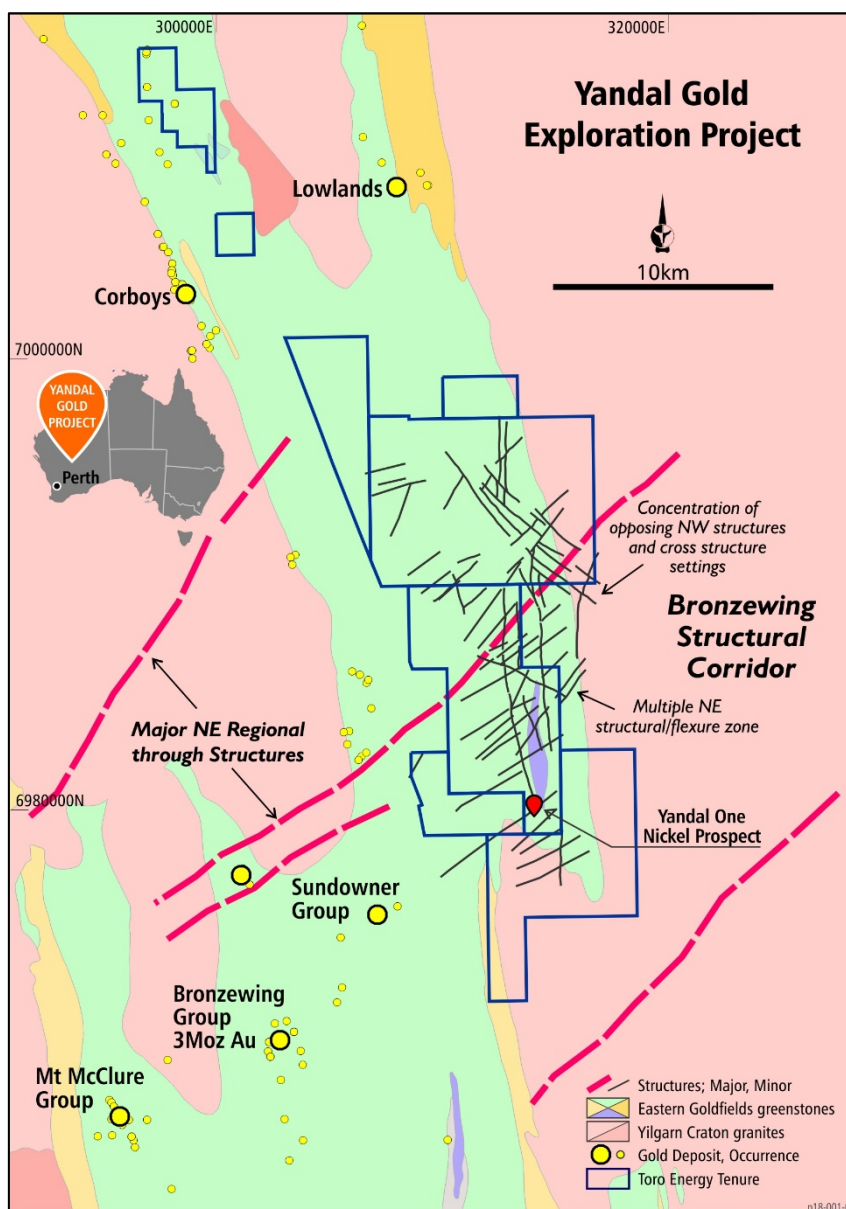 300000E
320000E
Yandal Gold
Exploration Project
Lowlands
10km
Corboys
7000000N
YANDAL
GOLD
PROJECT
Perth
Concentration of
opposing NW structures
and cross structure
settings
Bronzewing
Structural
Corridor
Multiple NE
structural/flexure zone
Major NE Regional
through Structures
6980000N
Yandal One
Nickel Prospect
Sundowner
Group
Bronzewing
Group
3Moz Au
Mt McClure
Group
Structures; Major, Minor
Eastern Goldfields greenstones
Yilgarn Craton granites
Gold Deposit, Occurrence
Toro Energy Tenure